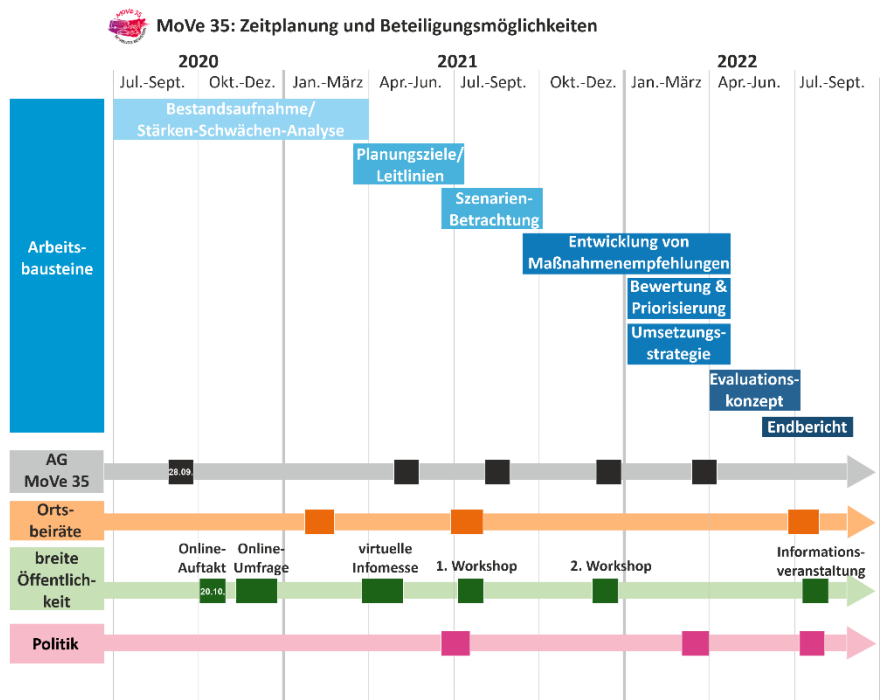 MoVe 35: Zeitplanung und Beteiligungsmöglichkeiten
2020
2021
2022
Jul.-Sept.
Okt.-Dez.
Jan.-März
Apr.-Jun.
Jul.-Sept.
Okt.-Dez.
Jan.-März
Apr.-Jun.
Jul.-Sept.
Arbeits-
bausteine
Bestandsaufnahme/
Stärken-Schwächen-Analyse
Planungsziele/
Leitlinien
Szenarien-
Betrachtung
Entwicklung von
Maßnahmenempfehlungen
Bewertung &
Priorisierung
Umsetzungs-
strategie
Evaluations-
konzept
Endbericht
AG
MoVe 35
28.09.
Orts-
beiräte
breite
Öffentlich-
keit
Online-
Auftakt
20.10.
Online-
Umfrage
virtuelle
Infomesse
1. Workshop
2. Workshop
Informations-
veranstaltung
Politik